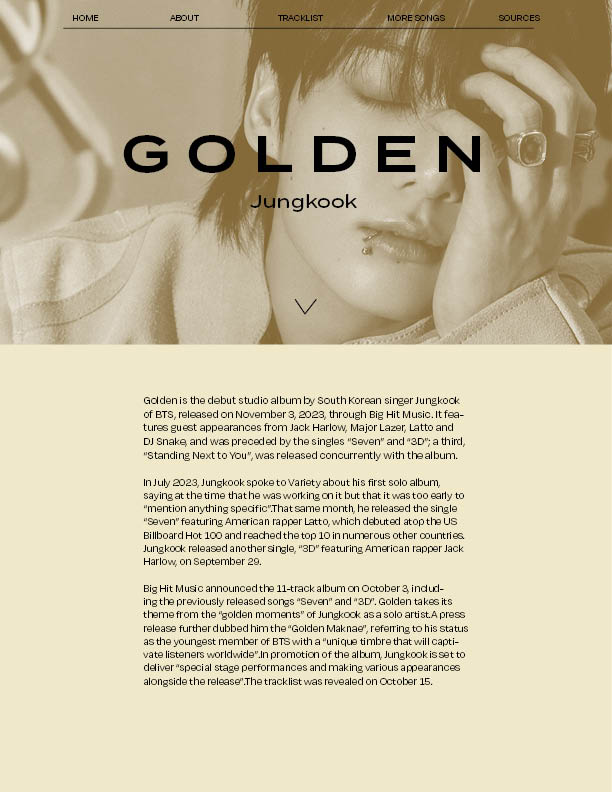 HOME ABOUT TRACKLIST MORE SONGS SOURCES
GOLDEN
Jungkook
Golden is the debut studio album by South Korean singer Jungkook
of BTS, released on November 3, 2023, through Big Hit Music. It fea-
tures guest appearances from Jack Harlow, Major Lazer, Latto and
DJ Snake, and was preceded by the singles “Seven” and “3D”; a third,
“Standing Next to You”, was released concurrently with the album.
In July 2023, Jungkook spoke to Variety about his first solo album,
saying at the time that he was working on it but that it was too early to
“mention anything specific”.That same month, he released the single
“Seven” featuring American rapper Latto, which debuted atop the US
Billboard Hot 100 and reached the top 10 in numerous other countries.
Jungkook released another single, “3D” featuring American rapper Jack
Harlow, on September 29.
Big Hit Music announced the 11-track album on October 3, includ-
ing the previously released songs “Seven” and “3D”. Golden takes its
theme from the “golden moments” of Jungkook as a solo artist.A press
release further dubbed him the “Golden Maknae”, referring to his status
as the youngest member of BTS with a “unique timbre that will capti-
vate listeners worldwide”.In promotion of the album, Jungkook is set to
deliver “special stage performances and making various appearances
alongside the release”.The tracklist was revealed on October 15.